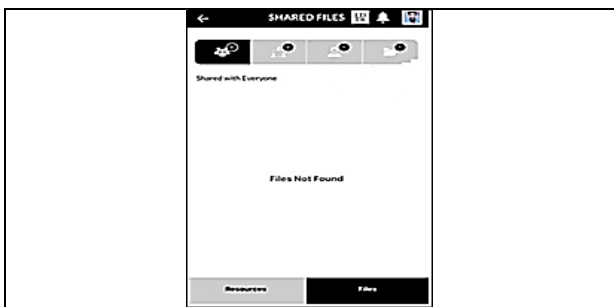 SHARED FILES
Shared with Everyone
Files Not Found
Resources
Files